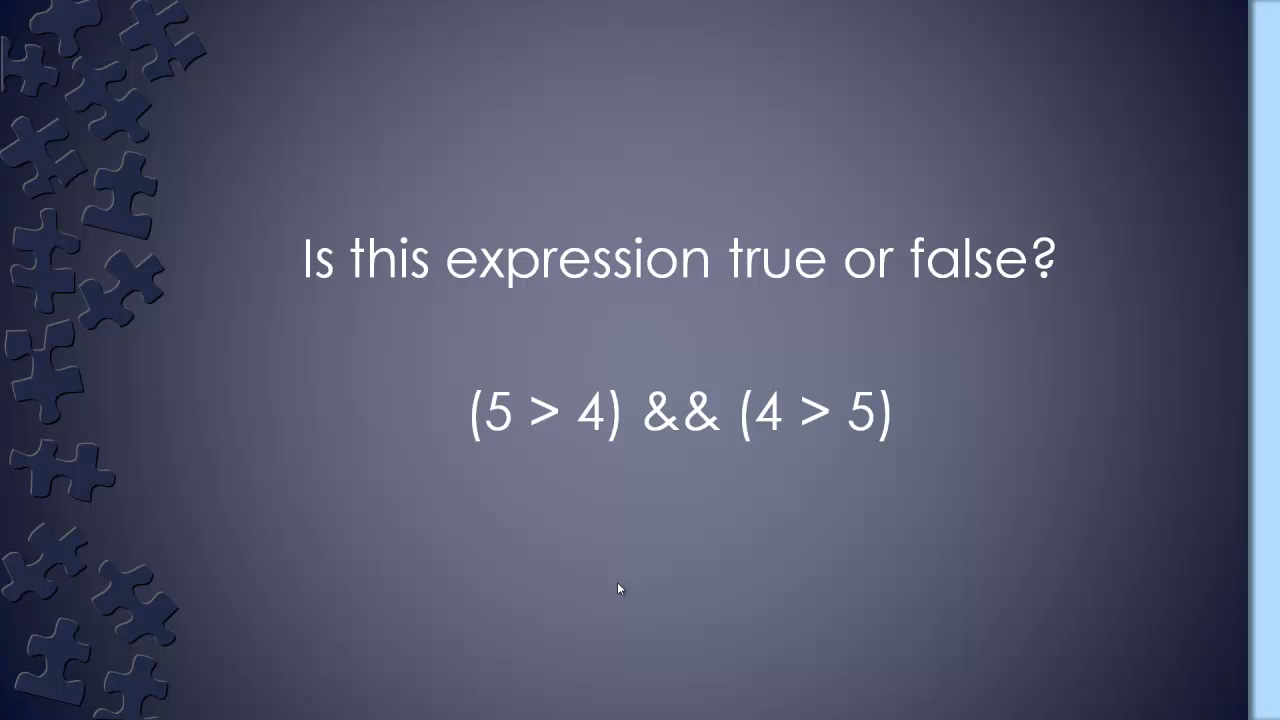 Is this expression true or false?
(5 > 4) && (4 > 5)